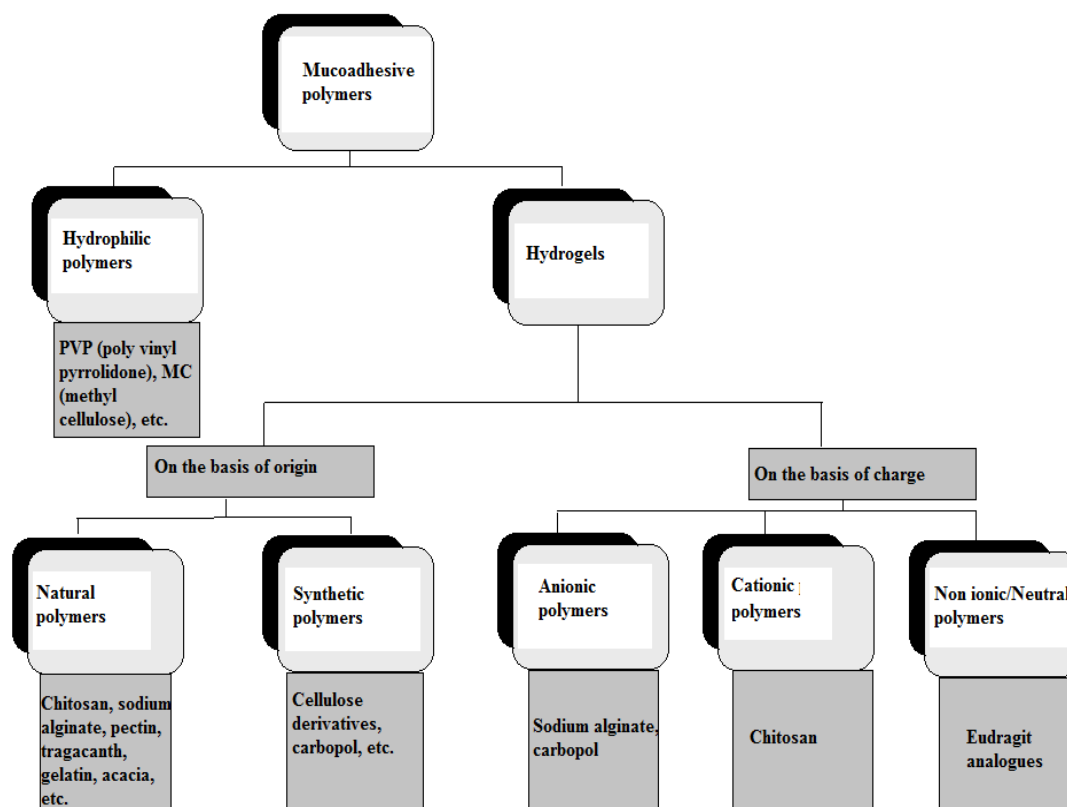 Mucoadhesive
polymers
Hydrophilic
polymers
Hydrogels
PVP (poly vinyl
pyrrolidone), MC
(methyl
cellulose), etc.
On the basis of origin
On the basis of charge
Natural
polymers
Synthetic
polymers
Anionic
polymers
Cationic
polymers
Non ionic/Neutral
polymers
Chitosan, sodium
alginate, pectin,
tragacanth,
gelatin, acacia,
etc.
Cellulose
derivatives,
carbopol, etc.
Sodium alginate,
carbopol
Chitosan
Eudragit
analogues